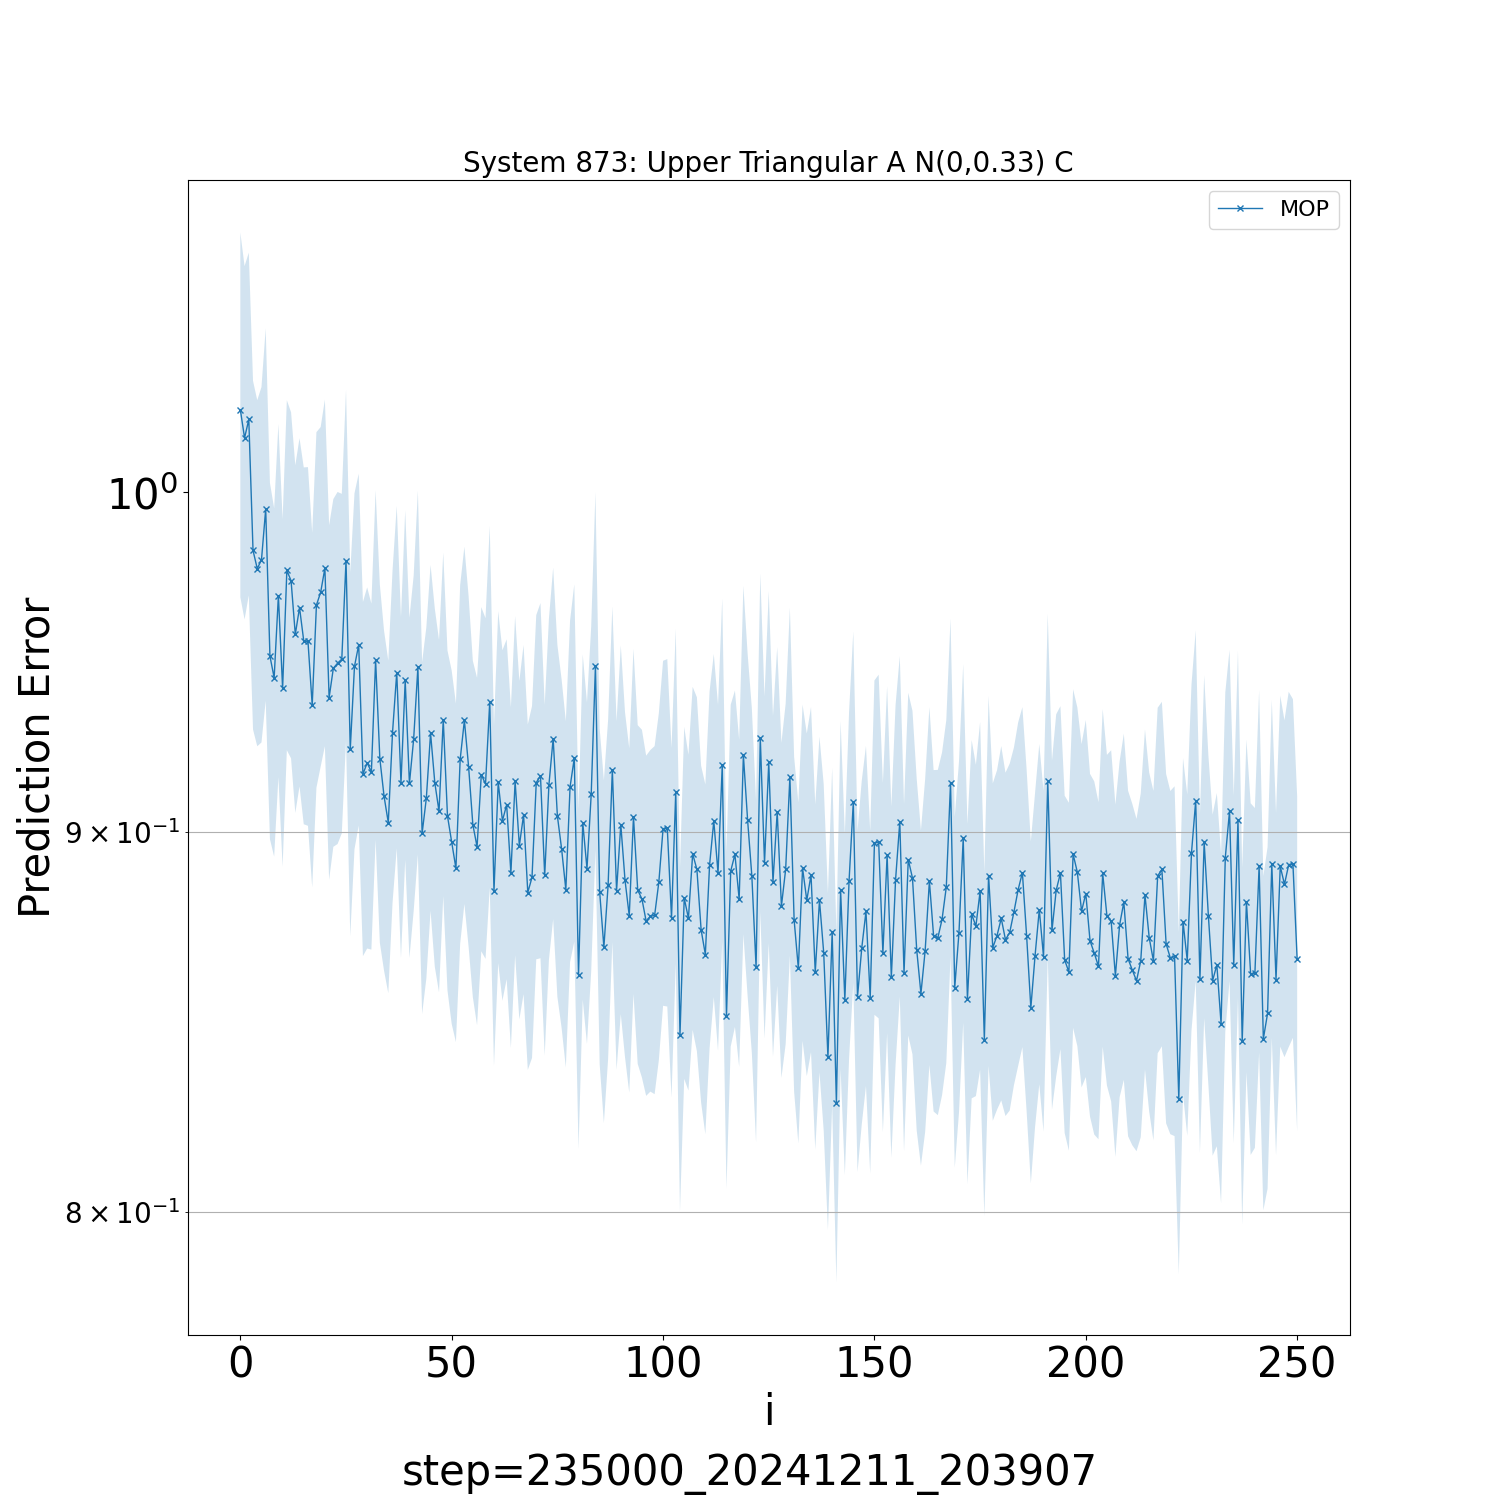 System 873: Upper Triangular A N(0,0.33) C
MOP
10⁰
9 × 10⁻¹
8 × 10⁻¹
Prediction Error
0 50 100 150 200 250
i
step=235000_20241211_203907